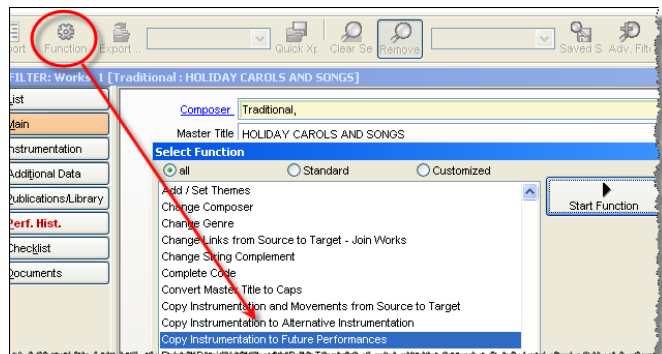 Function
Export ..
Quick Xp
Clear Se
Remove
Saved S
Adv. Filt
FILTER: Works 1 [Traditional : HOLIDAY CAROLS AND SONGS]
List
Main
Instrumentation
Additional Data
Publications/Library
Perf. Hist.
Checklist
Documents
Composer Traditional,
Master Title HOLIDAY CAROLS AND SONGS
Select Function
all
Standard
Customized
Add / Set Themes
Change Composer
Change Genre
Change Links from Source to Target - Join Works
Change String Complement
Complete Code
Convert Master Title to Caps
Copy Instrumentation and Movements from Source to Target
Copy Instrumentation to Alternative Instrumentation
Copy Instrumentation to Future Performances
Start Function